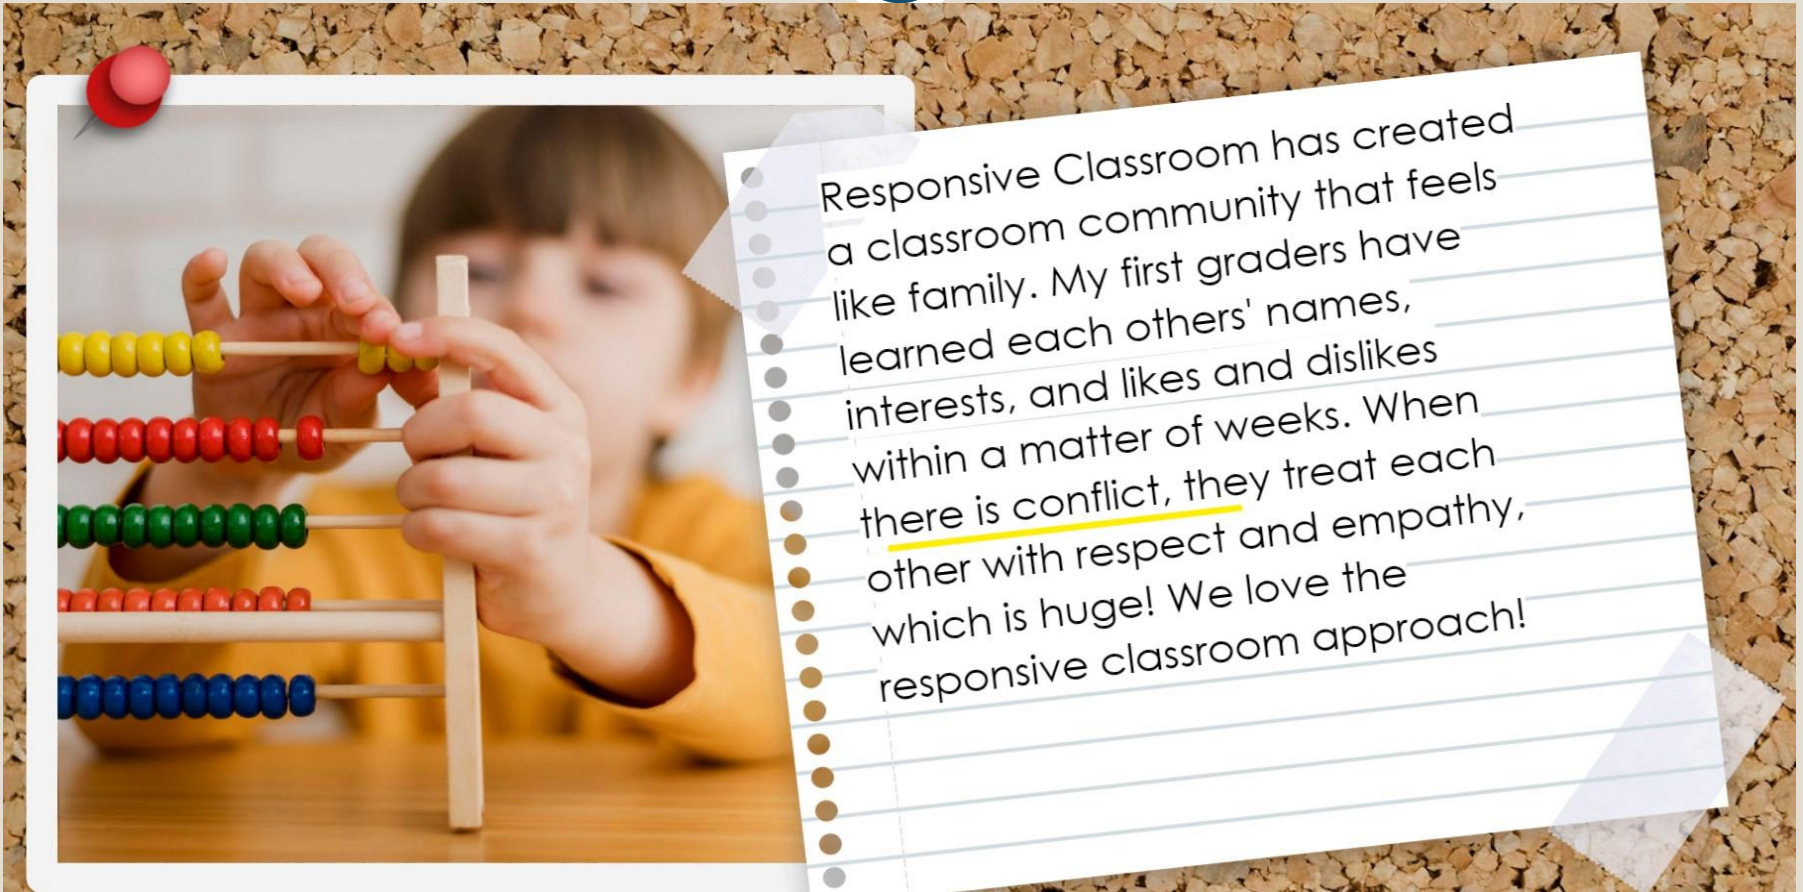 Responsive Classroom has created
a classroom community that feels
like family. My first graders have
learned each others' names,
interests, and likes and dislikes
within a matter of weeks. When
there is conflict, they treat each
other with respect and empathy,
which is huge! We love the
responsive classroom approach!